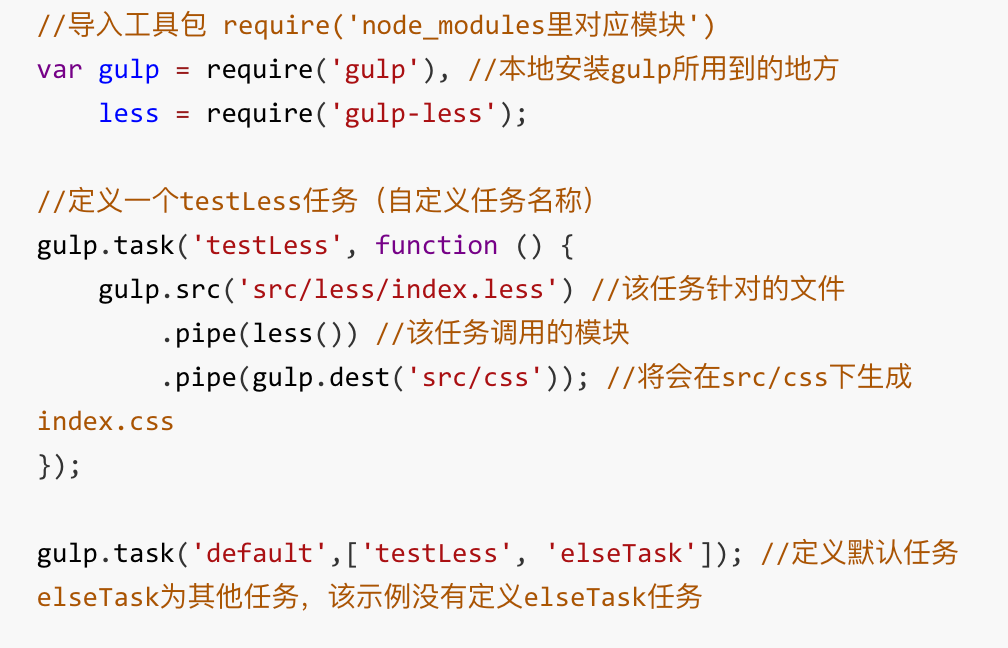 //导入工具包 require('node_modules里对应模块')
var gulp = require('gulp'), //本地安装gulp所用到的地方
    less = require('gulp-less');
//定义一个testLess任务（自定义任务名称）
gulp.task('testLess', function () {
    gulp.src('src/less/index.less') //该任务针对的文件
        .pipe(less()) //该任务调用的模块
        .pipe(gulp.dest('src/css')); //将会在src/css下生成
index.css
});
gulp.task('default',['testLess', 'elseTask']); //定义默认任务
elseTask为其他任务，该示例没有定义elseTask任务